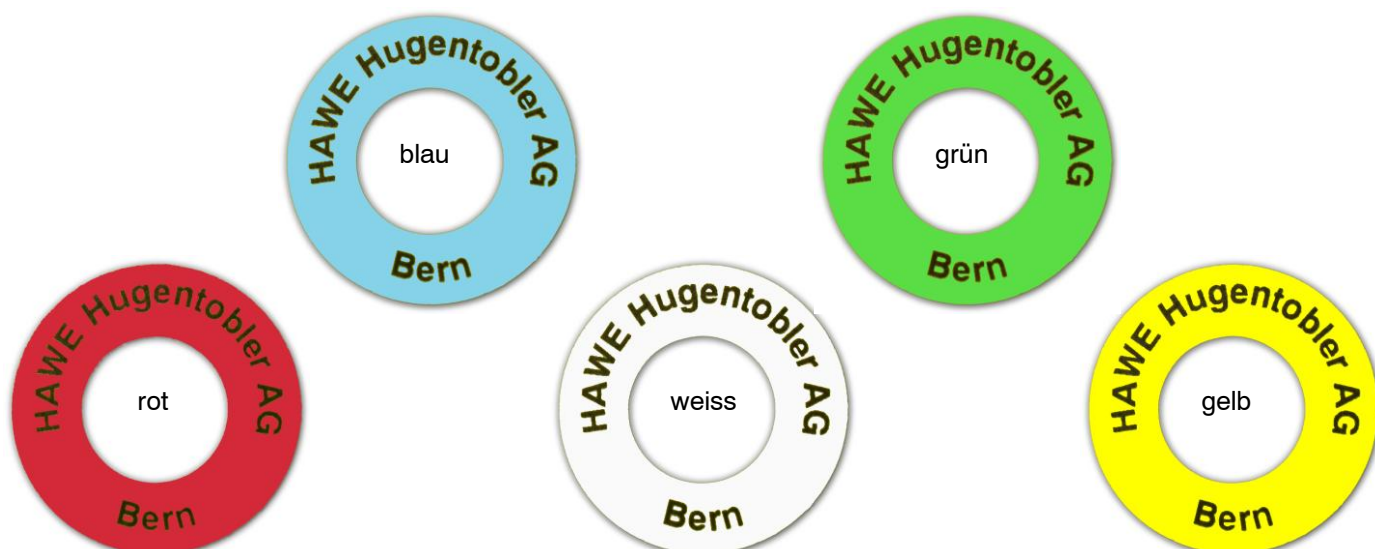 HAWE Hugentobler AG
blau
Bern
HAWE Hugentobler AG
grün
Bern
HAWE Hugentobler AG
rot
Bern
HAWE Hugentobler AG
weiss
Bern
HAWE Hugentobler AG
gelb
Bern